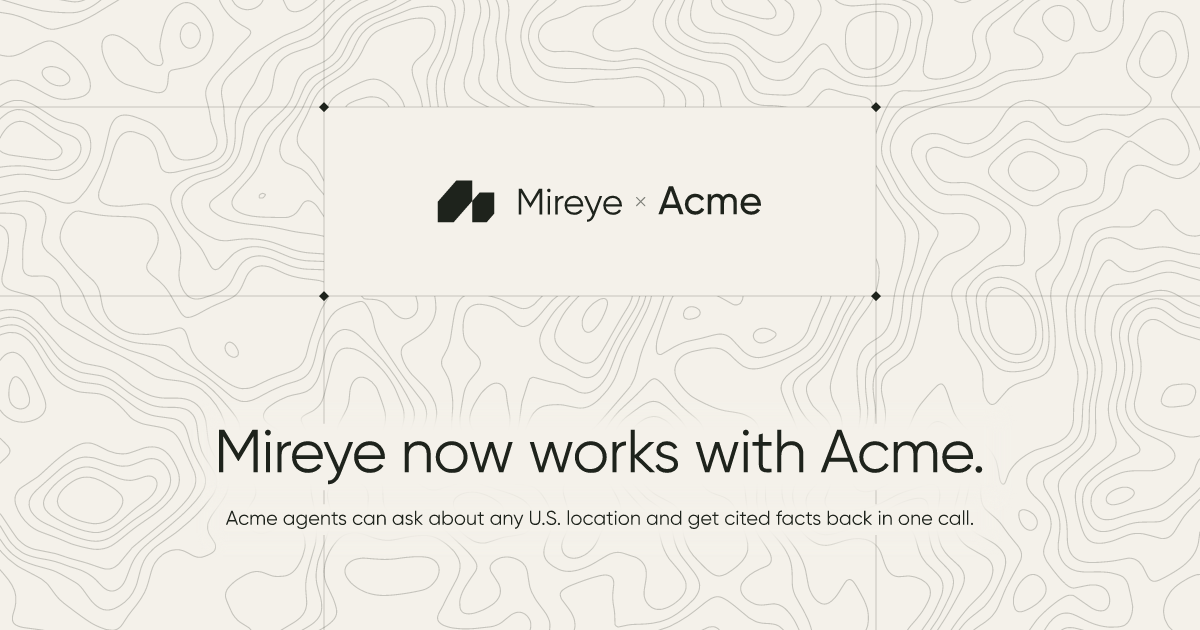 Mireye × Acme
Mireye now works with Acme.
Acme agents can ask about any U.S. location and get cited facts back in one call.